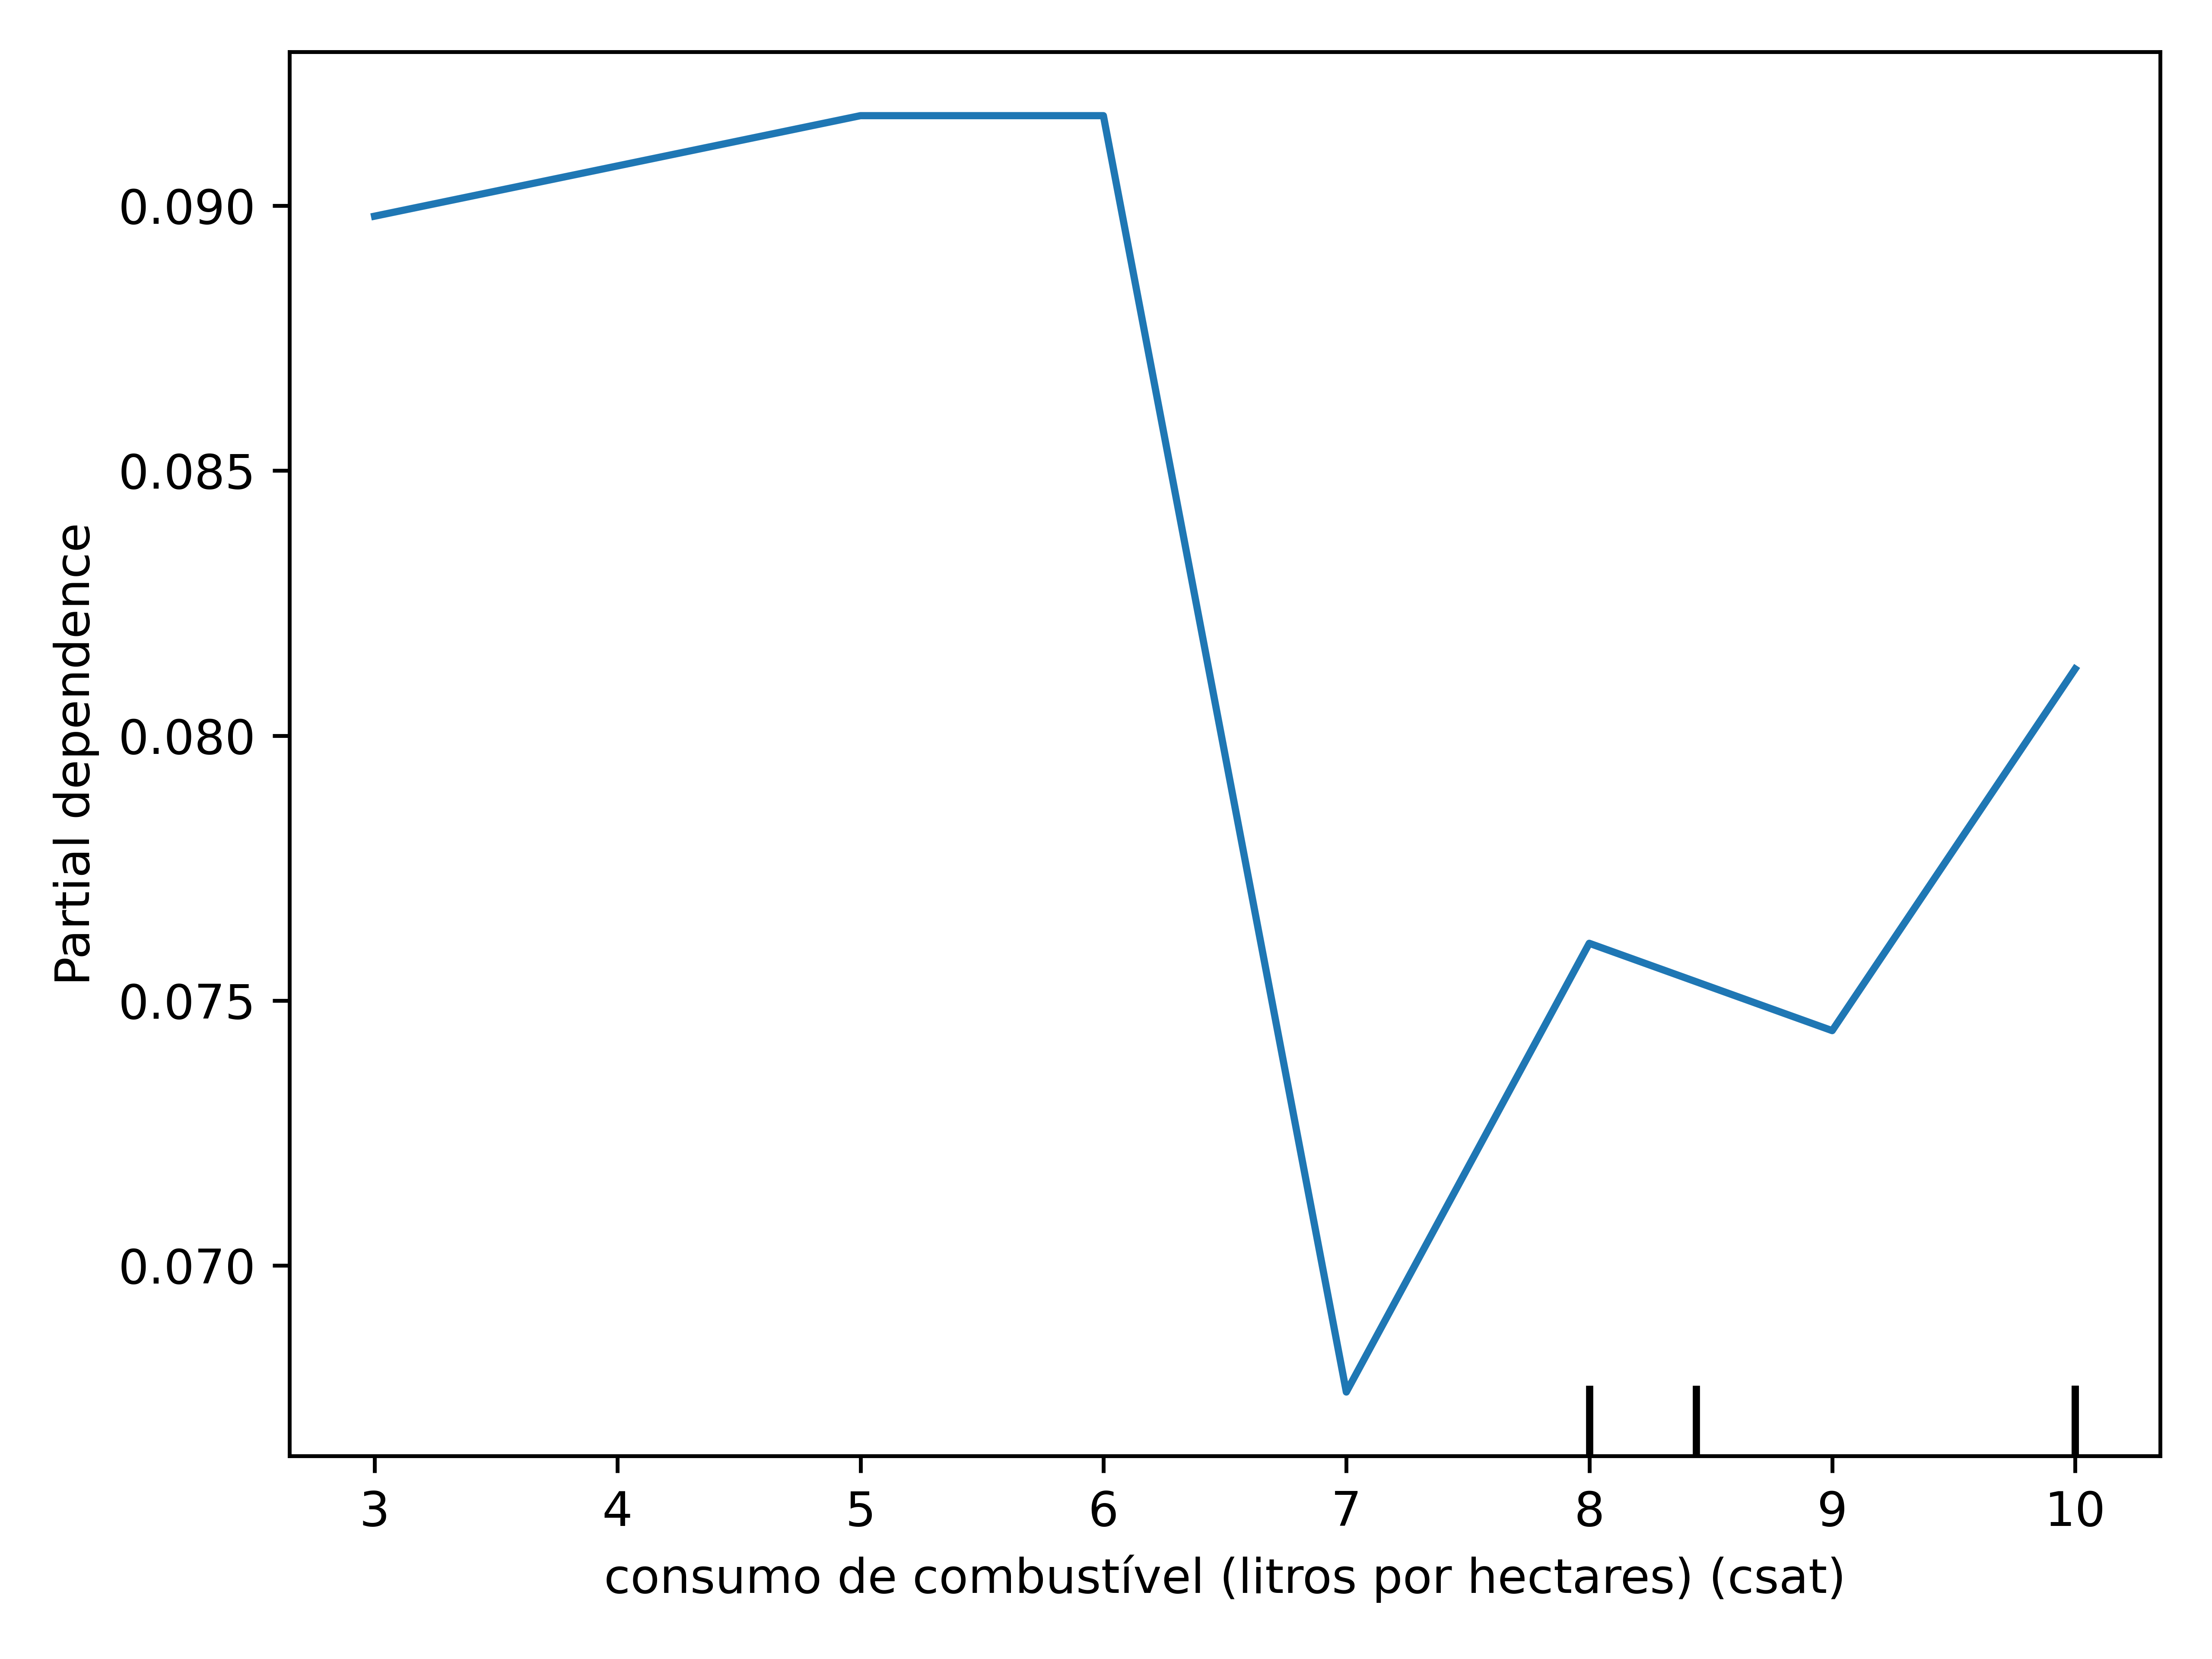 Partial dependence
0.090
0.085
0.080
0.075
0.070
3 4 5 6 7 8 9 10
consumo de combustível (litros por hectares) (csat)